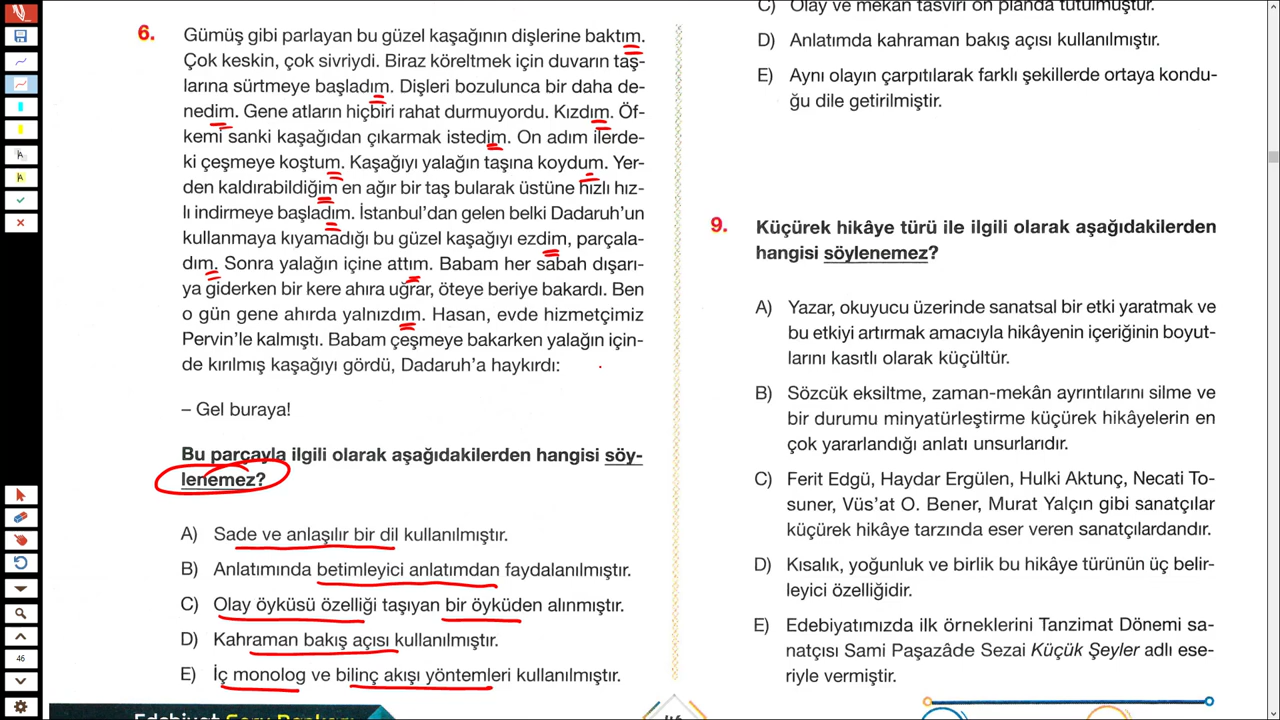 6. Gümüş gibi parlayan bu güzel kaşağının dişlerine baktım.
Çok keskin, çok sivriydi. Biraz köreltmek için duvarın taş-
larına sürtmeye başladım. Dişleri bozulunca bir daha de-
nedim. Gene atların hiçbiri rahat durmuyordu. Kızdım. Öf-
kemi sanki kaşağıdan çıkarmak istedim. On adım ilerde-
ki çeşmeye koştum. Kaşağıyı yalağın taşına koydum. Yer-
den kaldırabildiğim en ağır bir taş bularak üstüne hızlı hız-
lı indirmeye başladım. İstanbul’dan gelen belki Dadaruh’un
kullanmaya kıyamadığı bu güzel kaşağıyı ezdim, parçala-
dım. Sonra yalağın içine attım. Babam her sabah dışarı-
ya giderken bir kere ahıra uğrar, öteye beriye bakardı. Ben
o gün gene ahırda yalnızdım. Hasan, evde hizmetçimiz
Pervin’le kalmıştı. Babam çeşmeye bakarken yalağın için-
de kırılmış kaşağıyı gördü, Dadaruh’a haykırdı:
– Gel buraya!
Bu parçayla ilgili olarak aşağıdakilerden hangisi söy-
lenemez?
A) Sade ve anlaşılır bir dil kullanılmıştır.
B) Anlatımında betimleyici anlatımdan faydalanılmıştır.
C) Olay öyküsü özelliği taşıyan bir öyküden alınmıştır.
D) Kahraman bakış açısı kullanılmıştır.
E) İç monolog ve bilinç akışı yöntemleri kullanılmıştır.
C) Olay ve mekân tasviri ön planda tutulmuştur.
D) Anlatımda kahraman bakış açısı kullanılmıştır.
E) Aynı olayın çarpıtılarak farklı şekillerde ortaya kondu-
ğu dile getirilmiştir.
9. Küçürek hikâye türü ile ilgili olarak aşağıdakilerden
hangisi söylenemez?
A) Yazar, okuyucu üzerinde sanatsal bir etki yaratmak ve
bu etkiyi artırmak amacıyla hikâyenin içeriğinin boyut-
larını kasıtlı olarak küçültür.
B) Sözcük eksiltme, zaman-mekân ayrıntılarını silme ve
bir durumu minyatürleştirme küçürek hikâyelerin en
çok yararlandığı anlatı unsurlarıdır.
C) Ferit Edgü, Haydar Ergülen, Hulki Aktunç, Necati To-
suner, Vüs’at O. Bener, Murat Yalçın gibi sanatçılar
küçürek hikâye tarzında eser veren sanatçılardandır.
D) Kısalık, yoğunluk ve birlik bu hikâye türünün üç belir-
leyici özelliğidir.
E) Edebiyatımızda ilk örneklerini Tanzimat Dönemi sa-
natçısı Sami Paşazâde Sezai Küçük Şeyler adlı ese-
riyle vermiştir.
A
A
46
Edebiyat Soru Bankası
46